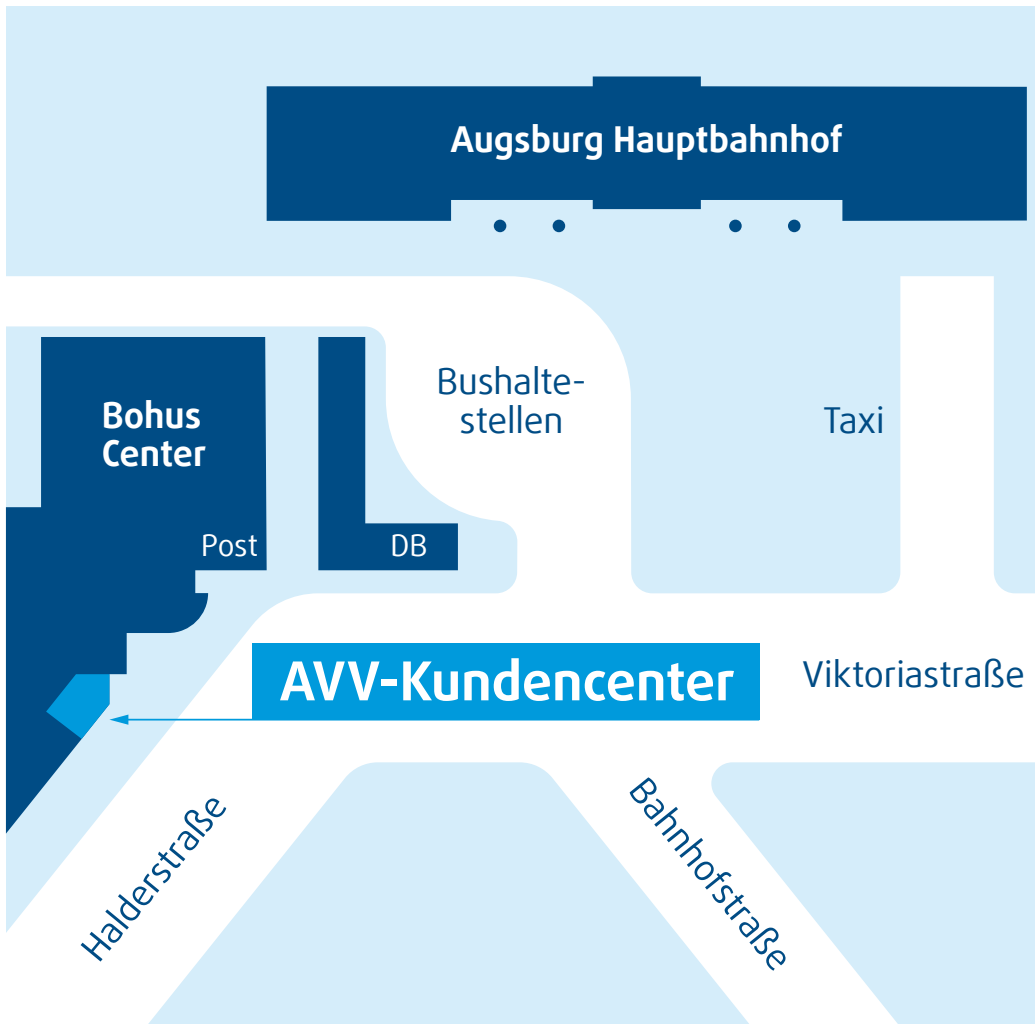 Augsburg Hauptbahnhof
Bushalte-
stellen
Taxi
Bohus
Center
Post
DB
AVV-Kundencenter
Viktoriastraße
Halderstraße
Bahnhofstraße